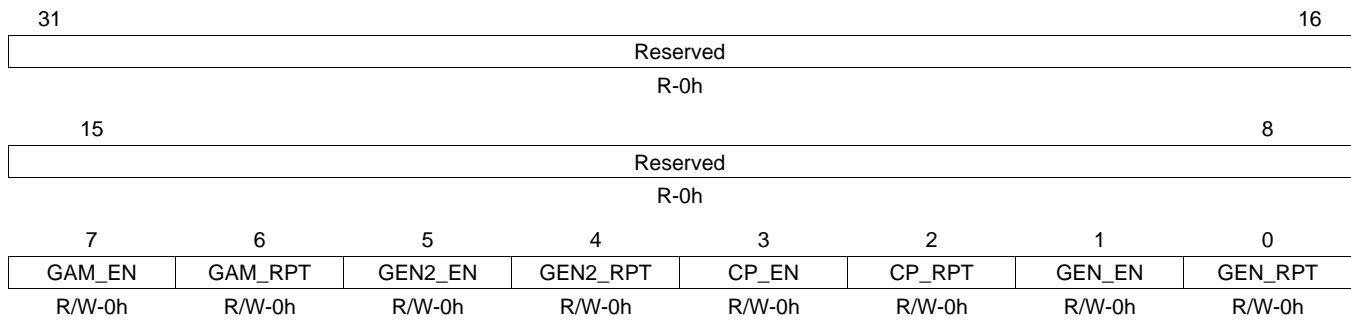 31 16
Reserved
R-0h
15 8
Reserved
R-0h
7 6 5 4 3 2 1 0
GAM_EN GAM_RPT GEN2_EN GEN2_RPT CP_EN CP_RPT GEN_EN GEN_RPT
R/W-0h R/W-0h R/W-0h R/W-0h R/W-0h R/W-0h R/W-0h R/W-0h